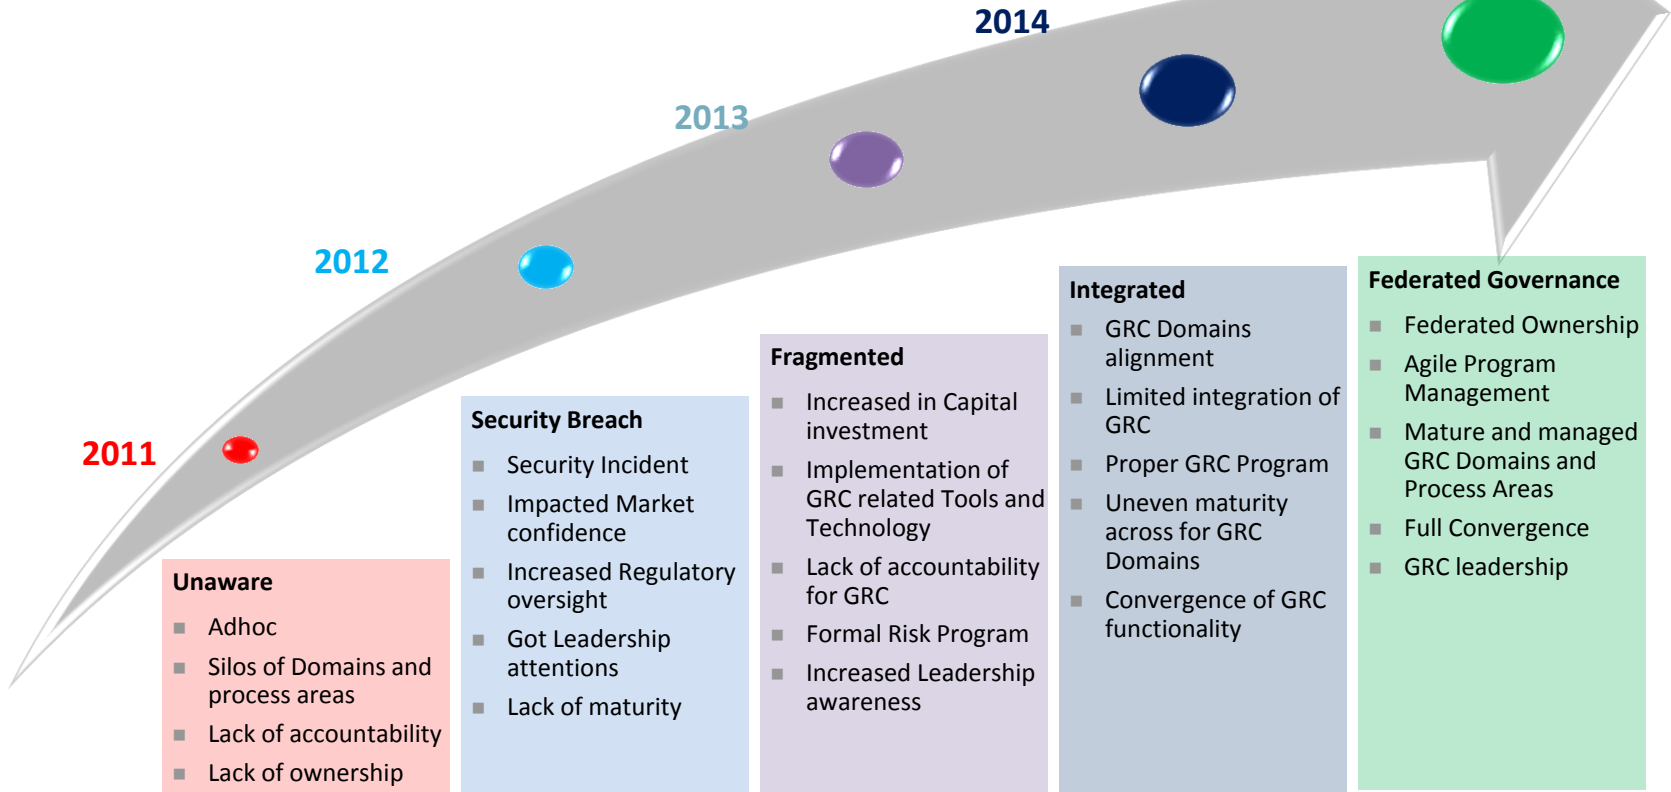 2014
2013
2012
2011
Unaware
Adhoc
Silos of Domains and
process areas
Lack of accountability
Lack of ownership
Security Breach
Security Incident
Impacted Market
confidence
Increased Regulatory
oversight
Got Leadership
attentions
Lack of maturity
Fragmented
Increased in Capital
investment
Implementation of
GRC related Tools and
Technology
Lack of accountability
for GRC
Formal Risk Program
Increased Leadership
awareness
Integrated
GRC Domains
alignment
Limited integration of
GRC
Proper GRC Program
Uneven maturity
across for GRC
Domains
Convergence of GRC
functionality
Federated Governance
Federated Ownership
Agile Program
Management
Mature and managed
GRC Domains and
Process Areas
Full Convergence
GRC leadership